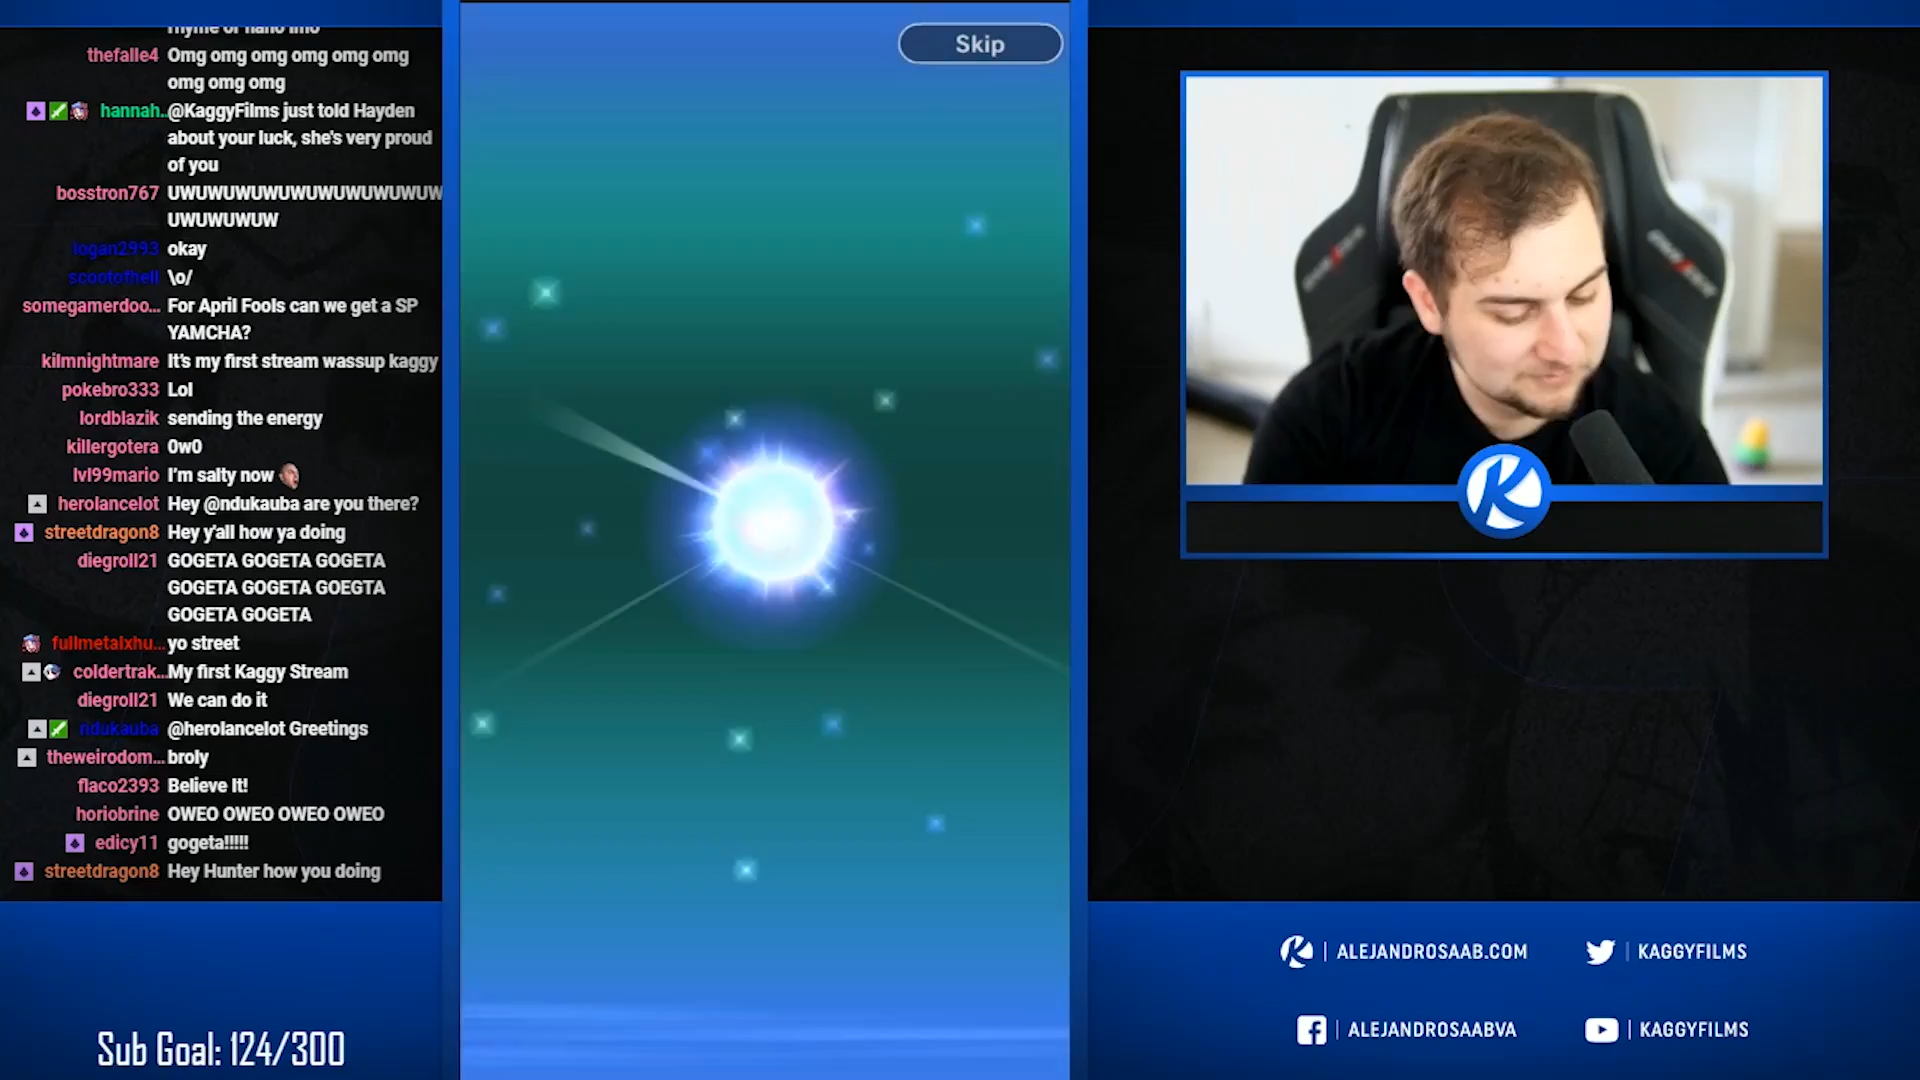 rhyme or nano imo
thefalle4 Omg omg omg omg omg omg
omg omg omg
hannah.. @KaggyFilms just told Hayden
about your luck, she's very proud
of you
bosstron767 UWUWUWUWUWUWUWUWUWUW
UWUWUWUW
logan2993 okay
scootofhell \o/
somegamerdoo... For April Fools can we get a SP
YAMCHA?
kilmnightmare It's my first stream wassup kaggy
pokebro333 Lol
lordblazik sending the energy
killergotera 0w0
lvl99mario I'm salty now
herolancelot Hey @ndukauba are you there?
streetdragon8 Hey y'all how ya doing
diegroll21 GOGETA GOGETA GOGETA
GOGETA GOGETA GOEGTA
GOGETA GOGETA
fullmetalxhu... yo street
coldertrak... My first Kaggy Stream
diegroll21 We can do it
ndukauba @herolancelot Greetings
theweirodom... broly
flaco2393 Believe It!
horiobrine OWEO OWEO OWEO OWEO
edicy11 gogeta!!!!!
streetdragon8 Hey Hunter how you doing
Sub Goal: 124/300
Skip
K
K | ALEJANDROSAAB.COM
| KAGGYFILMS
| ALEJANDROSAABVA
| KAGGYFILMS